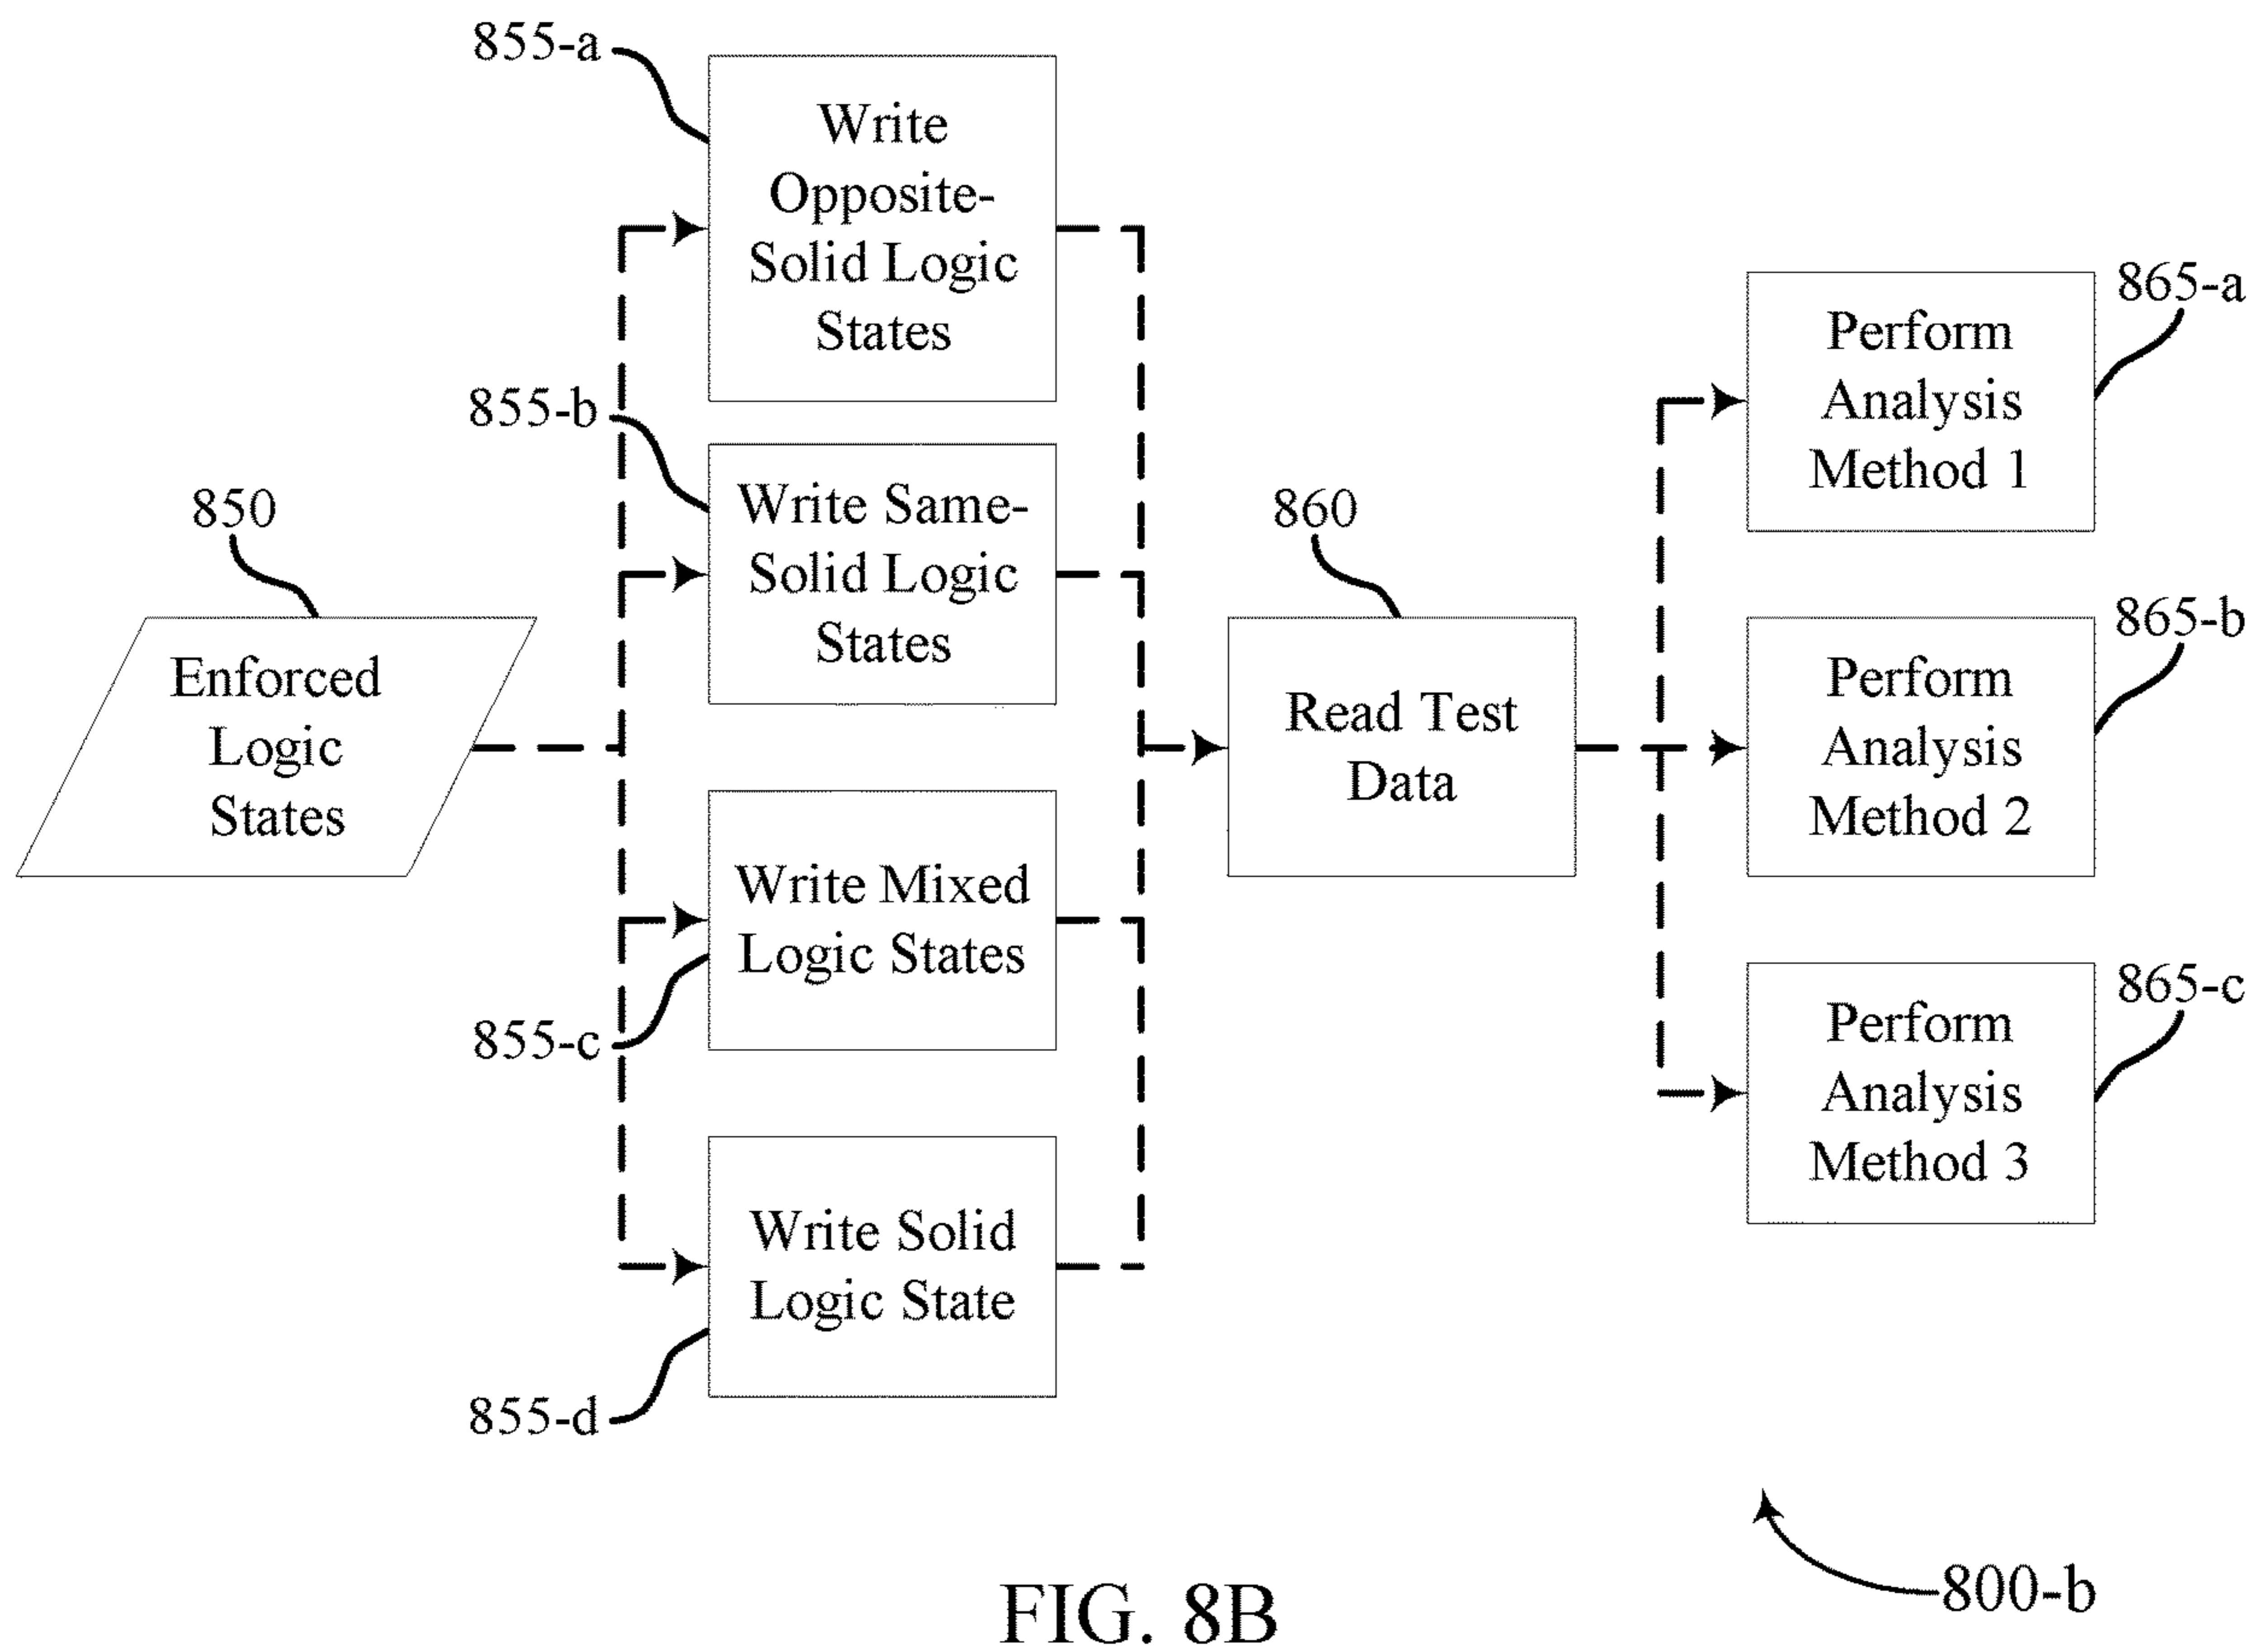 855-a
Write
Opposite-
Solid Logic
States
855-b
Write Same-
Solid Logic
States
850
Enforced
Logic
States
855-c
Write Mixed
Logic States
855-d
Write Solid
Logic State
860
Read Test
Data
865-a
Perform
Analysis
Method 1
865-b
Perform
Analysis
Method 2
865-c
Perform
Analysis
Method 3
800-b
FIG. 8B